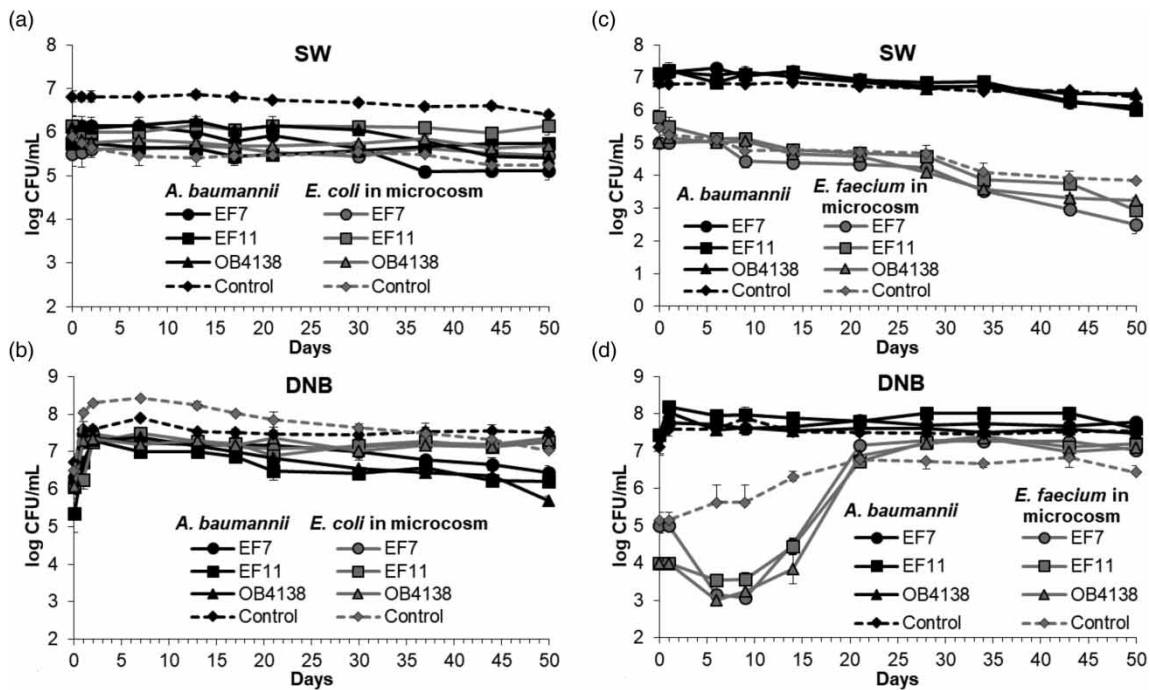 (a)
SW
8
7
6
5
4
3
2
log CFU/mL
A. baumannii
E. coli in microcosm
EF7
EF7
EF11
EF11
OB4138
OB4138
Control
Control
0 5 10 15 20 25 30 35 40 45 50
Days
(b)
DNB
9
8
7
6
5
4
3
2
log CFU/mL
A. baumannii
E. coli in microcosm
EF7
EF7
EF11
EF11
OB4138
OB4138
Control
Control
0 5 10 15 20 25 30 35 40 45 50
Days
(c)
SW
8
7
6
5
4
3
2
1
0
log CFU/mL
A. baumannii
E. faecium in
microcosm
EF7
EF7
EF11
EF11
OB4138
OB4138
Control
Control
0 5 10 15 20 25 30 35 40 45 50
Days
(d)
DNB
9
8
7
6
5
4
3
2
log CFU/mL
A. baumannii
E. faecium in
microcosm
EF7
EF7
EF11
EF11
OB4138
OB4138
Control
Control
0 5 10 15 20 25 30 35 40 45 50
Days